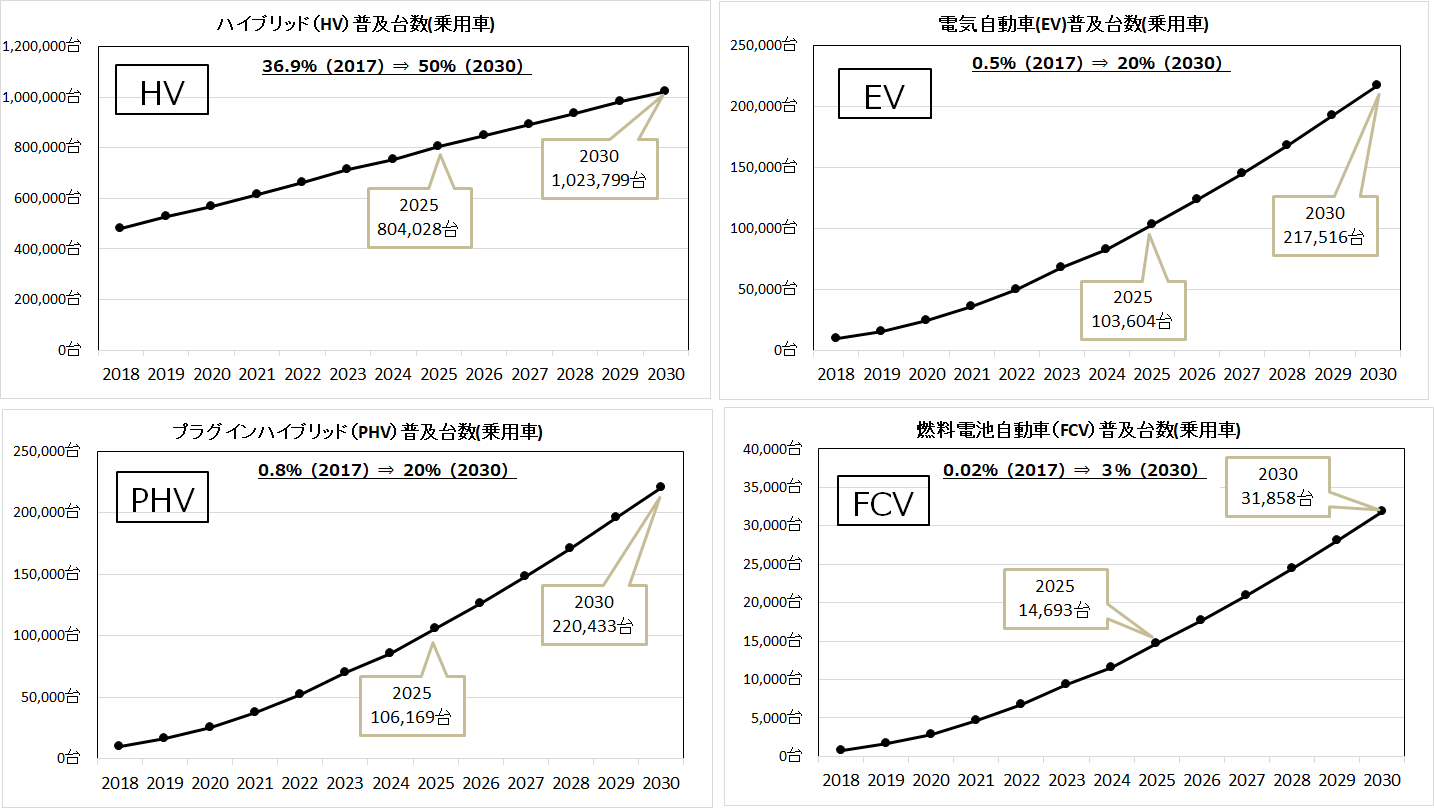 ハイブリッド(HV)普及台数(乗用車)
1,200,000台
1,000,000台
800,000台
600,000台
400,000台
200,000台
0台
36.9%(2017)⇒ 50%(2030)
HV
2025
804,028台
2030
1,023,799台
2018 2019 2020 2021 2022 2023 2024 2025 2026 2027 2028 2029 2030
電気自動車(EV)普及台数(乗用車)
250,000台
200,000台
150,000台
100,000台
50,000台
0台
0.5%(2017)⇒ 20%(2030)
EV
2025
103,604台
2030
217,516台
2018 2019 2020 2021 2022 2023 2024 2025 2026 2027 2028 2029 2030
プラグインハイブリッド(PHV)普及台数(乗用車)
250,000台
200,000台
150,000台
100,000台
50,000台
0台
0.8%(2017)⇒ 20%(2030)
PHV
2025
106,169台
2030
220,433台
2018 2019 2020 2021 2022 2023 2024 2025 2026 2027 2028 2029 2030
燃料電池自動車(FCV)普及台数(乗用車)
40,000台
35,000台
30,000台
25,000台
20,000台
15,000台
10,000台
5,000台
0台
0.02%(2017)⇒ 3%(2030)
FCV
2025
14,693台
2030
31,858台
2018 2019 2020 2021 2022 2023 2024 2025 2026 2027 2028 2029 2030